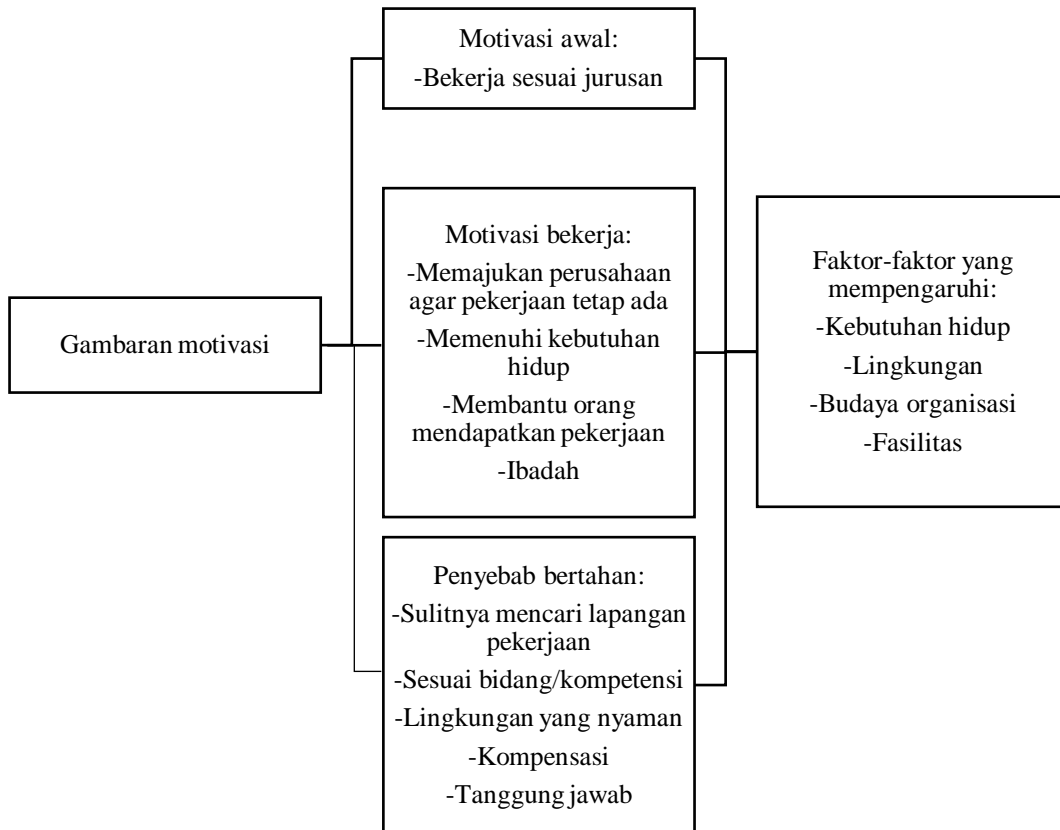 Gambaran motivasi
Motivasi awal:
-Bekerja sesuai jurusan
Motivasi bekerja:
-Memajukan perusahaan
agar pekerjaan tetap ada
-Memenuhi kebutuhan
hidup
-Membantu orang
mendapatkan pekerjaan
-Ibadah
Penyebab bertahan:
-Sulitnya mencari lapangan
pekerjaan
-Sesuai bidang/kompetensi
-Lingkungan yang nyaman
-Kompensasi
-Tanggung jawab
Faktor-faktor yang
mempengaruhi:
-Kebutuhan hidup
-Lingkungan
-Budaya organisasi
-Fasilitas